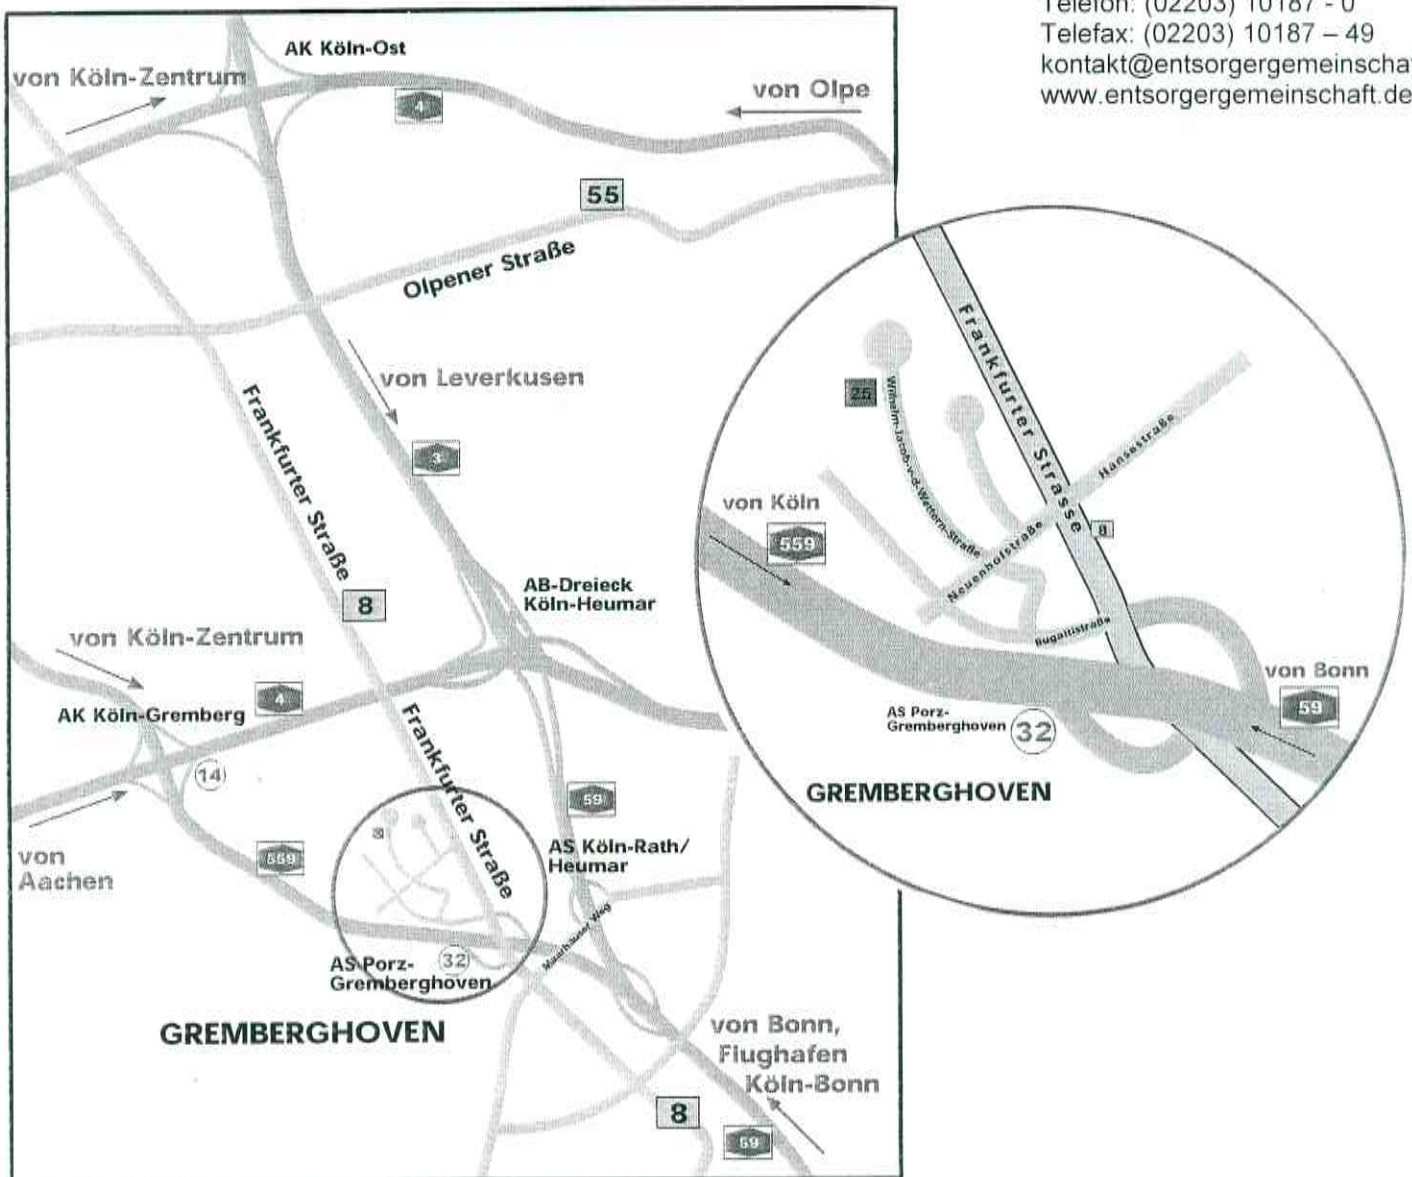 Telefon: (02203) 10187 - 0
Telefax: (02203) 10187 – 49
kontakt@entsorgergemeinscha
www.entsorgergemeinschaft.de
AK Köln-Ost
von Köln-Zentrum
4
von Olpe
55
Olpener Straße
von Leverkusen
3
Frankfurter Straße
8
AB-Dreieck
Köln-Heumar
von Köln-Zentrum
4
AK Köln-Gremberg
14
Frankfurter Straße
von
Aachen
559
59
AS Köln-Rath/
Heumar
Maarhäuser Weg
AS Porz-
Gremberghoven
32
GREMBERGHOVEN
von Bonn,
Flughafen
Köln-Bonn
8
59
Frankfurter Strasse
25
Wilhelm-Jacob-v-d-Wettern-Straße
Hansestraße
von Köln
559
8
Neuenhofstraße
Bugattistraße
von Bonn
59
AS Porz-
Gremberghoven
32
GREMBERGHOVEN